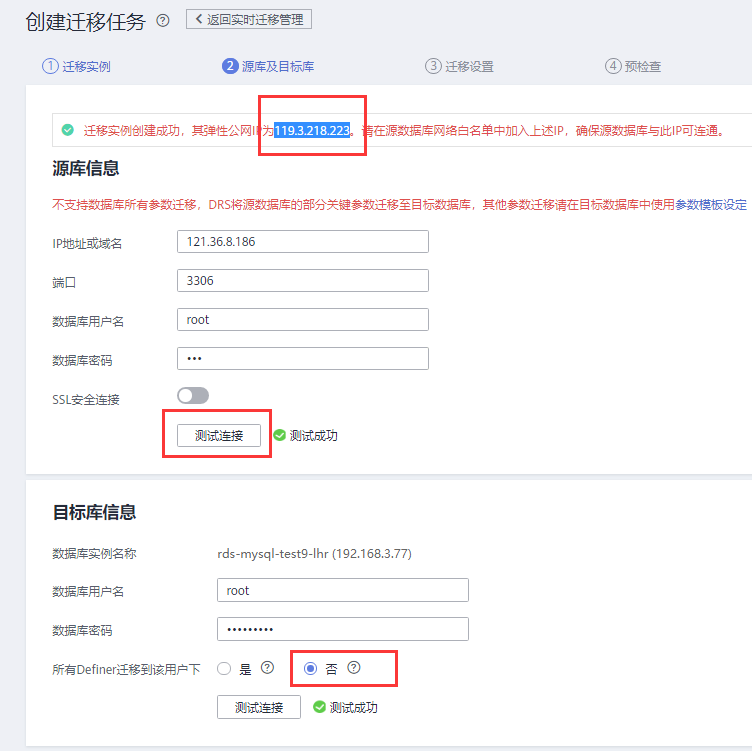 创建迁移任务 ? < 返回实时迁移管理
1 迁移实例 2 源库及目标库 3 迁移设置 4 预检查
迁移实例创建成功，其弹性公网IP为119.3.218.223。请在源数据库网络白名单中加入上述IP，确保源数据库与此IP可连通。
源库信息
不支持数据库所有参数迁移，DRS将源数据库的部分关键参数迁移至目标数据库，其他参数迁移请在目标数据库中使用参数模板设定
IP地址或域名 121.36.8.186
端口 3306
数据库用户名 root
数据库密码 •••
SSL安全连接
测试连接 测试成功
目标库信息
数据库实例名称 rds-mysql-test9-lhr (192.168.3.77)
数据库用户名 root
数据库密码 •••••••••
所有Definer迁移到该用户下 是 ? 否 ?
测试连接 测试成功